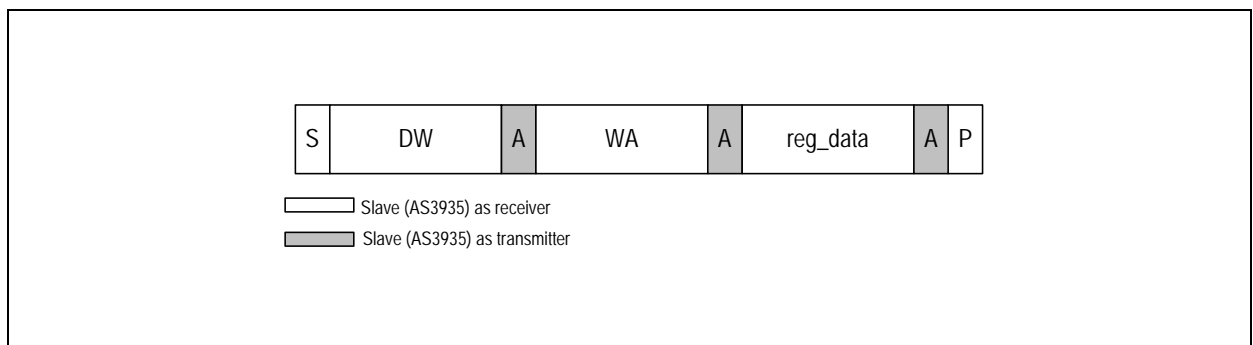 S DW A WA A reg_data A P
Slave (AS3935) as receiver
Slave (AS3935) as transmitter